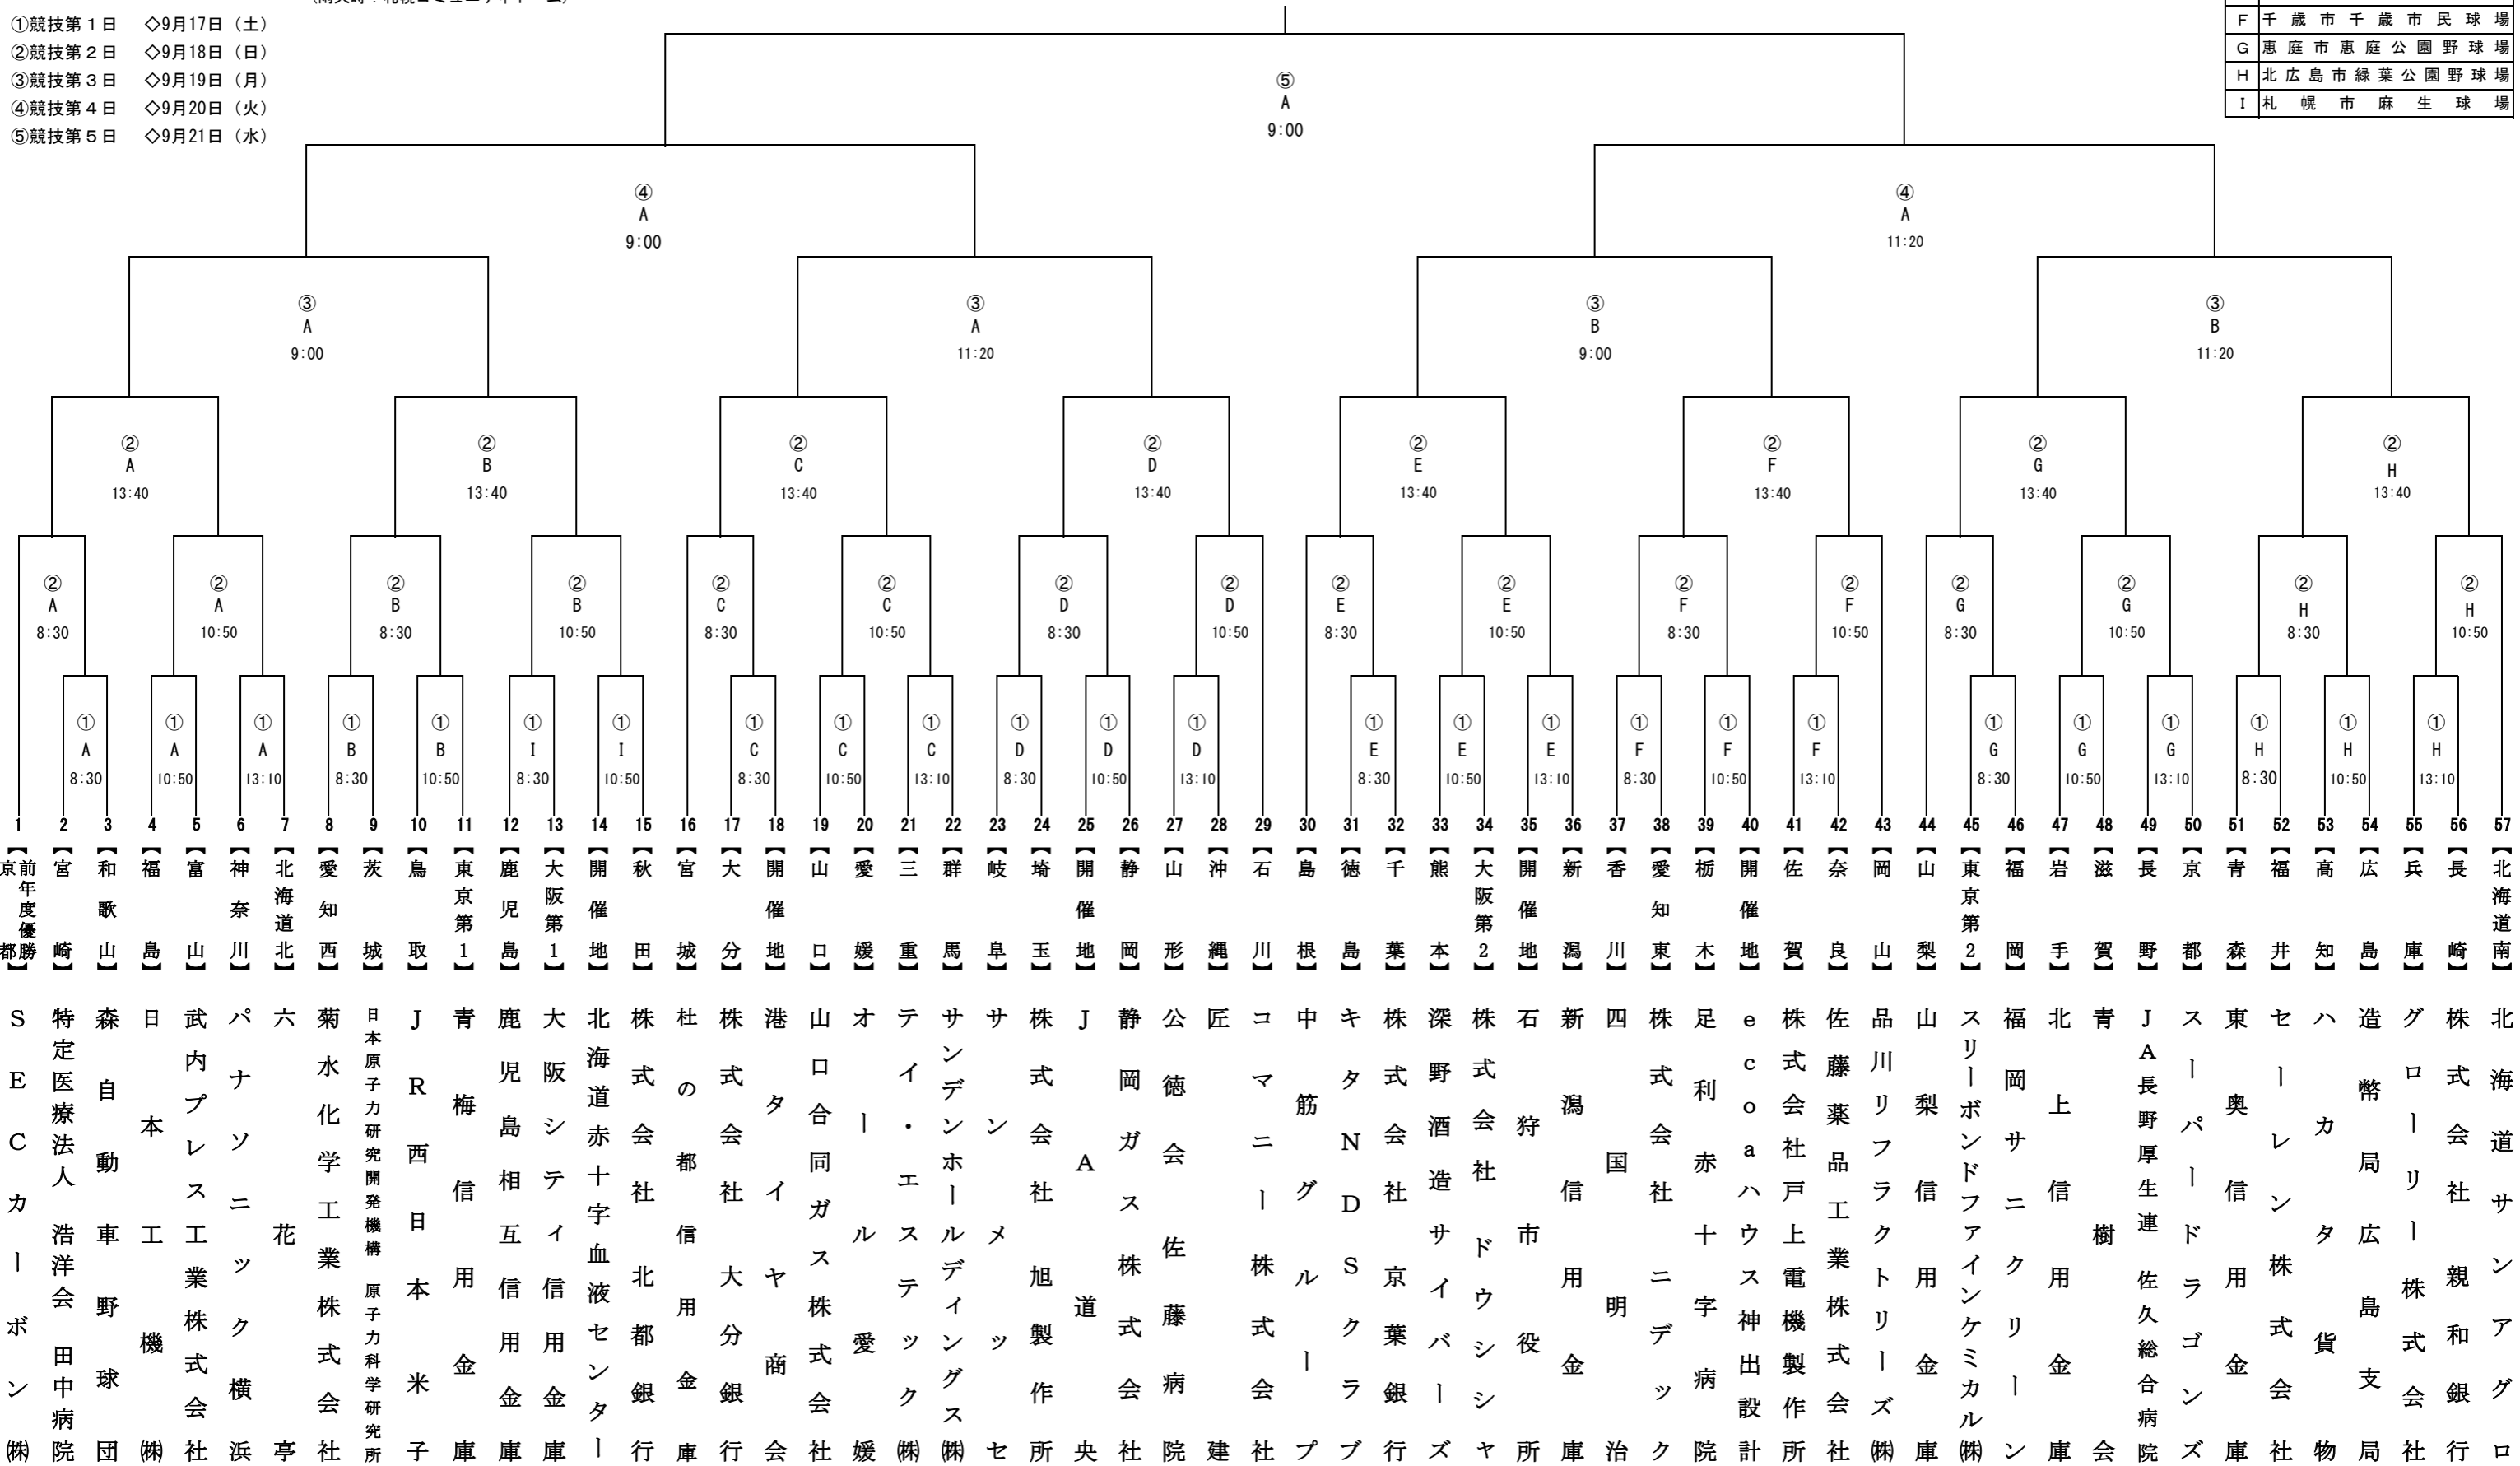 ①競技第1日 ◇9月17日（土）
②競技第2日 ◇9月18日（日）
③競技第3日 ◇9月19日（月）
④競技第4日 ◇9月20日（火）
⑤競技第5日 ◇9月21日（水）
F 千歳市千歳市民球場
G 恵庭市恵庭公園野球場
H 北広島市緑葉公園野球場
I 札幌市麻生球場
⑤ A 9:00
④ A 9:00
④ A 11:20
③ A 9:00
③ A 11:20
③ B 9:00
③ B 11:20
② A 13:40
② B 13:40
② C 13:40
② D 13:40
② E 13:40
② F 13:40
② G 13:40
② H 13:40
② A 8:30
② A 10:50
② B 8:30
② B 10:50
② C 8:30
② C 10:50
② D 8:30
② D 10:50
② E 8:30
② E 10:50
② F 8:30
② F 10:50
② G 8:30
② G 10:50
② H 8:30
② H 10:50
① A 8:30
① A 10:50
① A 13:10
① B 8:30
① B 10:50
① I 8:30
① I 10:50
① C 8:30
① C 10:50
① C 13:10
① D 8:30
① D 10:50
① D 13:10
① E 8:30
① E 10:50
① E 13:10
① F 8:30
① F 10:50
① F 13:10
① G 8:30
① G 10:50
① G 13:10
① H 8:30
① H 10:50
① H 13:10
1 【前年度優勝 京都】 SECカーボン㈱
2 【宮崎】 特定医療法人 浩洋会 田中病院
3 【和歌山】 森自動車野球団
4 【福島】 日本工機㈱
5 【富山】 武内プレス工業株式会社
6 【神奈川】 パナソニック横浜
7 【北海道北】 六花亭
8 【愛知西】 菊水化学工業株式会社
9 【茨城】 日本原子力研究開発機構 原子力科学研究所
10 【鳥取】 JR西日本米子
11 【東京第1】 青梅信用金庫
12 【鹿児島】 鹿児島相互信用金庫
13 【大阪第1】 大阪シティ信用金庫
14 【開催地】 北海道赤十字血液センター
15 【秋田】 株式会社北都銀行
16 【宮城】 杜の都信用金庫
17 【大分】 株式会社大分銀行
18 【開催地】 港タイヤ商会
19 【山口】 山口合同ガス株式会社
20 【愛媛】 オール愛媛
21 【三重】 テイ・エステック㈱
22 【群馬】 サンデンホールディングス㈱
23 【岐阜】 サンメッセ
24 【埼玉】 株式会社旭製作所
25 【開催地】 JA道央
26 【静岡】 静岡ガス株式会社
27 【山形】 公徳会佐藤病院
28 【沖縄】 匠建
29 【石川】 コマニー株式会社
30 【島根】 中筋グループ
31 【徳島】 キタNDSクラブ
32 【千葉】 株式会社京葉銀行
33 【熊本】 深野酒造サイバーズ
34 【大阪第2】 株式会社ドウシシャ
35 【開催地】 石狩市役所
36 【新潟】 新潟信用金庫
37 【香川】 四国明治
38 【愛知東】 株式会社ニデック
39 【栃木】 足利赤十字病院
40 【開催地】 ecoaハウス神出設計
41 【佐賀】 株式会社戸上電機製作所
42 【奈良】 佐藤薬品工業株式会社
43 【岡山】 品川リフラクトリーズ㈱
44 【山梨】 山梨信用金庫
45 【東京第2】 スリーボンドファインケミカル㈱
46 【福岡】 福岡サニクリーン
47 【岩手】 北上信用金庫
48 【滋賀】 青樹会
49 【長野】 JA長野厚生連 佐久総合病院
50 【京都】 スーパードラゴンズ
51 【青森】 東奥信用金庫
52 【福井】 セーレン株式会社
53 【高知】 ハカタ貨物
54 【広島】 造幣局広島支局
55 【兵庫】 グローリー株式会社
56 【長崎】 株式会社親和銀行
57 【北海道南】 北海道サンアグロ